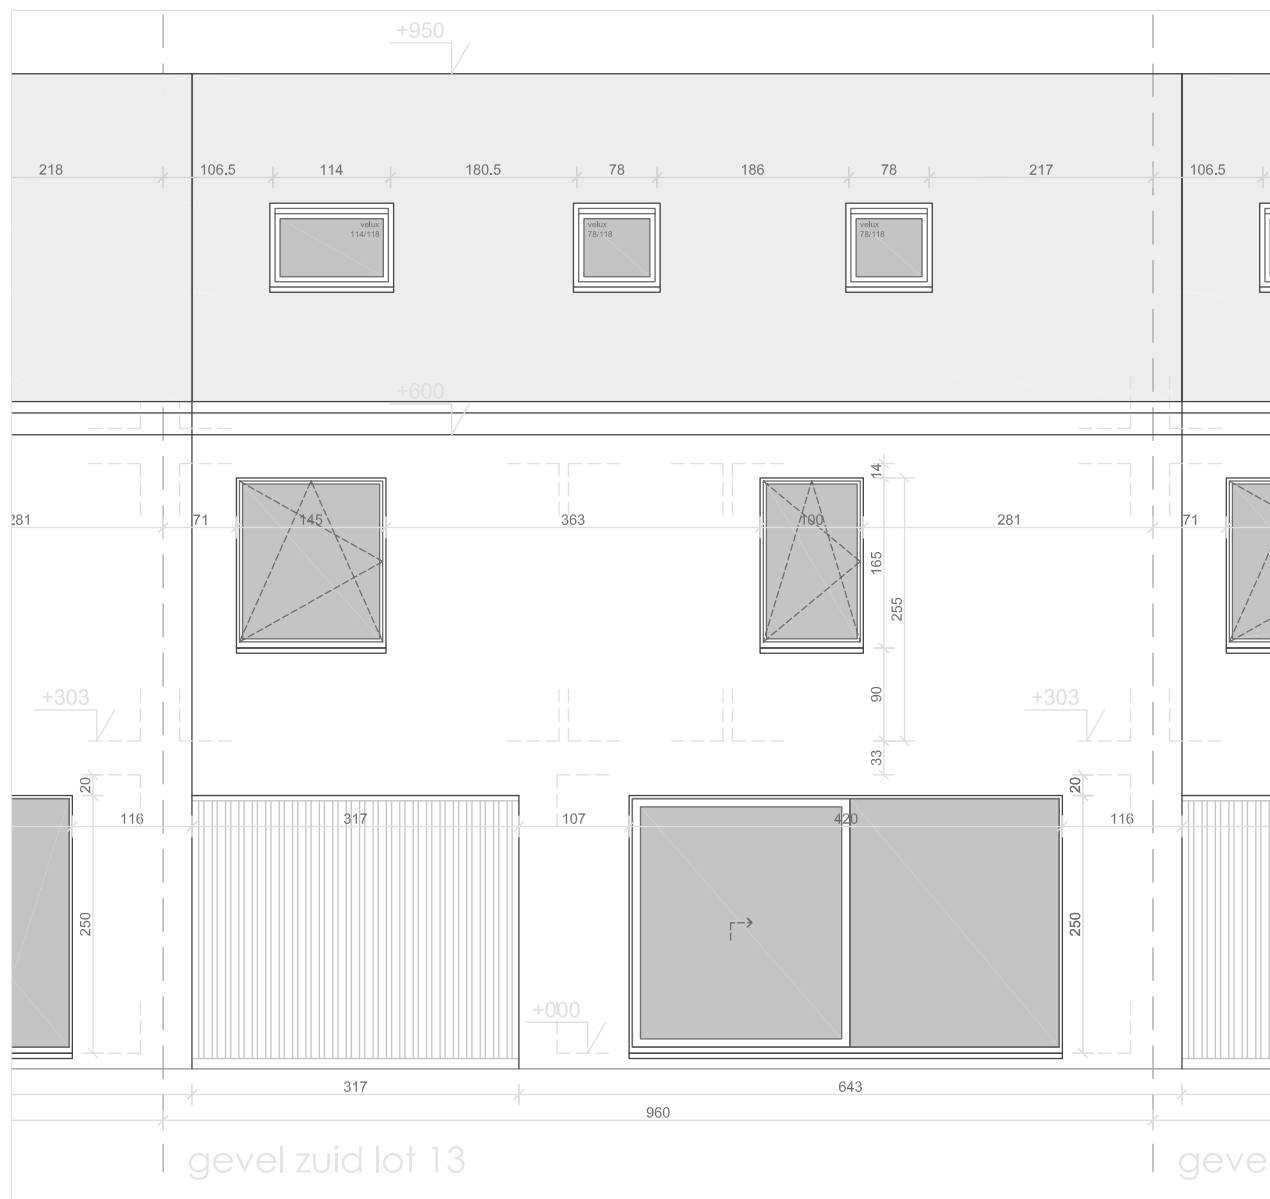 +950
218 106.5 114 180.5 78 186 78 217 106.5
velux
114/118
velux
78/118
velux
78/118
+600
14
281 71 145 363 100 281 71
165
255
+303 90 +303
33
20 20
116 317 107 420 116
250 250
+000
317 643
960
gevel zuid lot 13 geve